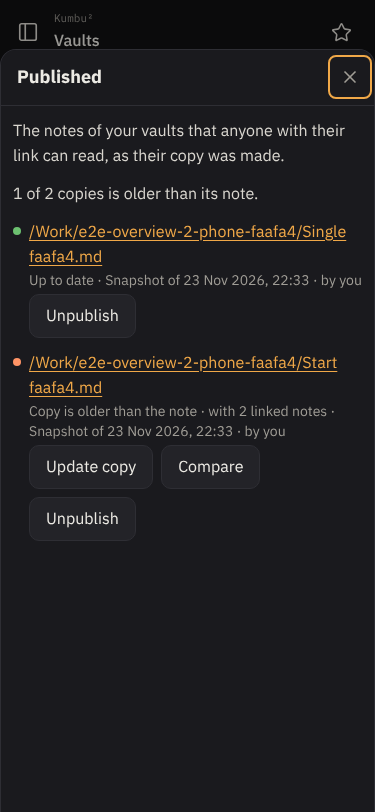 Kumbu²
Vaults
Published
The notes of your vaults that anyone with their
link can read, as their copy was made.
1 of 2 copies is older than its note.
/Work/e2e-overview-2-phone-faafa4/Single
faafa4.md
Up to date · Snapshot of 23 Nov 2026, 22:33 · by you
Unpublish
/Work/e2e-overview-2-phone-faafa4/Start
faafa4.md
Copy is older than the note · with 2 linked notes ·
Snapshot of 23 Nov 2026, 22:33 · by you
Update copy Compare
Unpublish